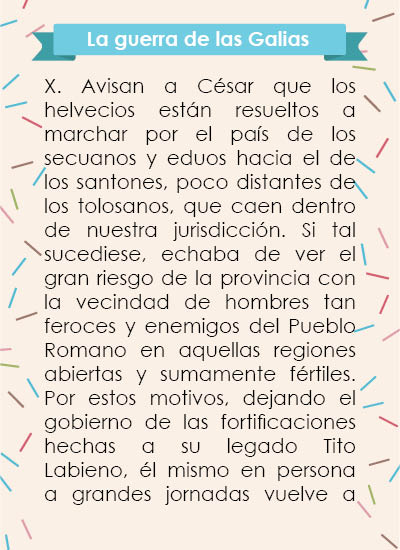 La guerra de las Galias
X. Avisan a César que los
helvecios están resueltos a
marchar por el país de los
secuanos y eduos hacia el de
los santones, poco distantes de
los tolosanos, que caen dentro
de nuestra jurisdicción. Si tal
sucediese, echaba de ver el
gran riesgo de la provincia con
la vecindad de hombres tan
feroces y enemigos del Pueblo
Romano en aquellas regiones
abiertas y sumamente fértiles.
Por estos motivos, dejando el
gobierno de las fortificaciones
hechas a su legado Tito
Labieno, él mismo en persona
a grandes jornadas vuelve a